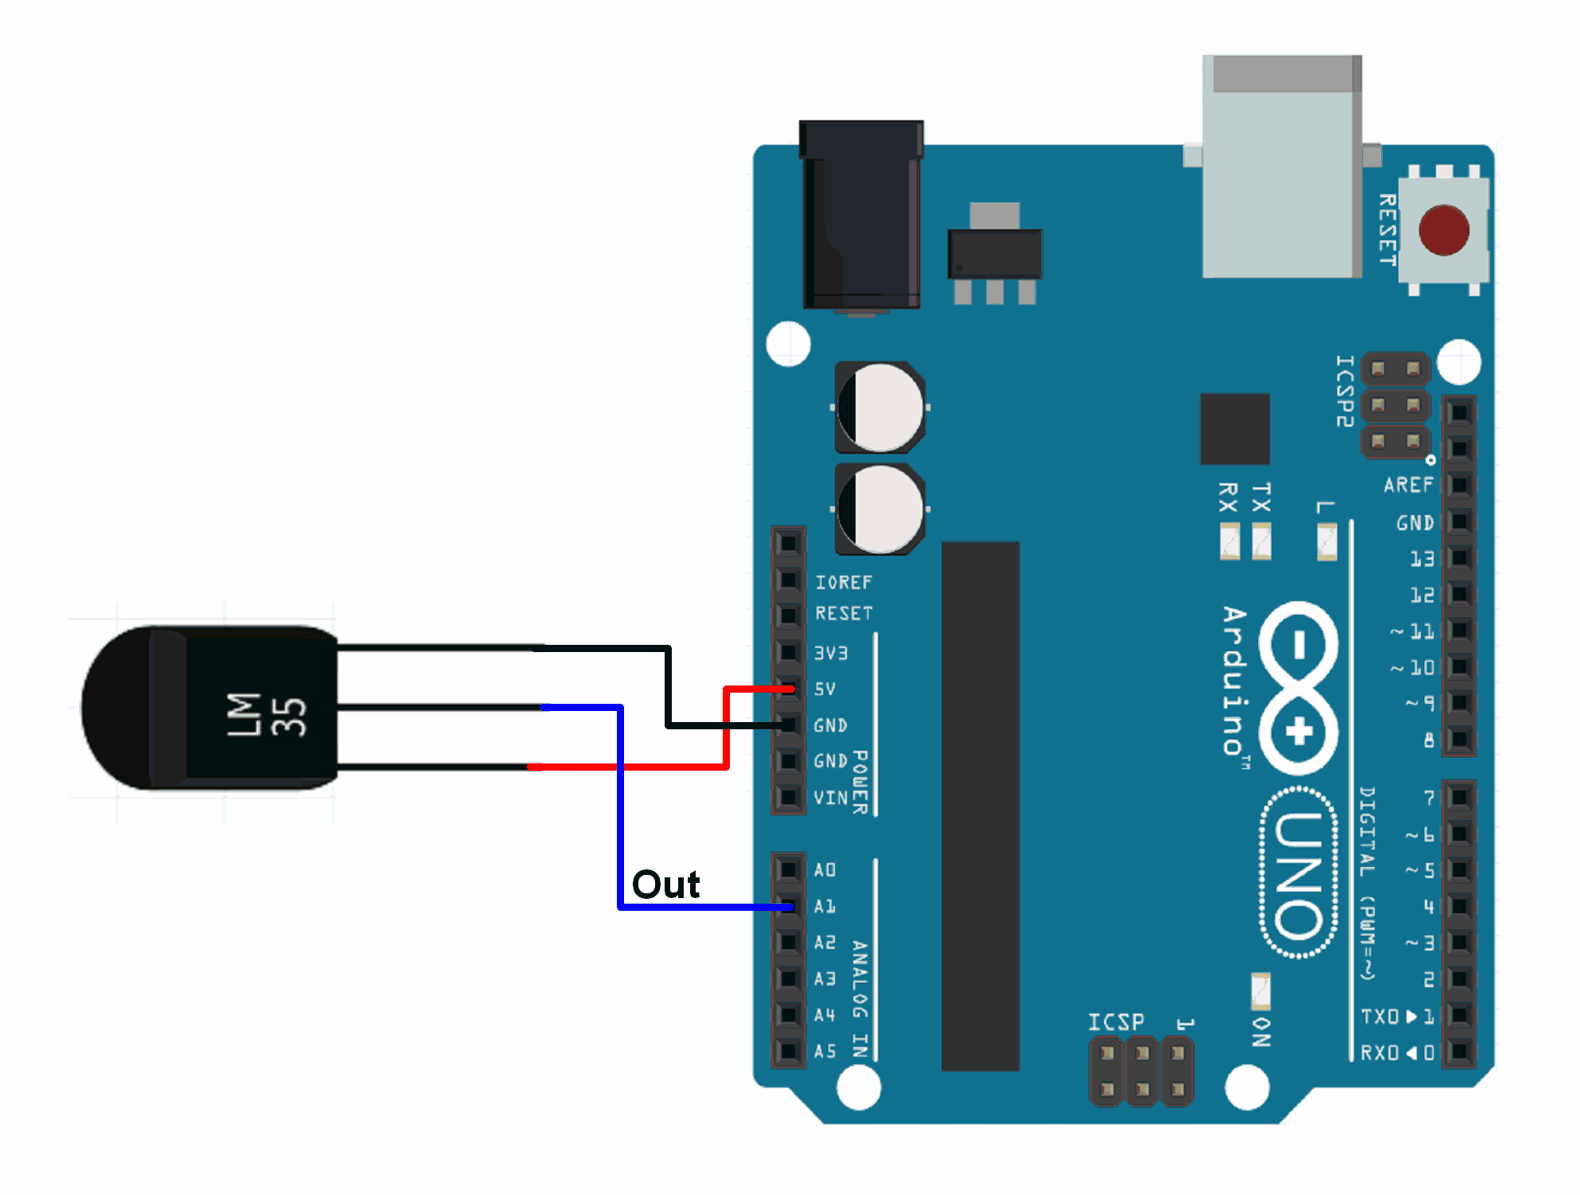 LM
35
Out
IOREF
RESET
3V3
5V
GND
GND
VIN
POWER
A0
A1
A2
A3
A4
A5
ANALOG IN
RESET
ICSP2
RX
TX
L
Arduino™
UNO
ON
ICSP 1
AREF
GND
13
12
~11
~10
~9
8
7
~6
~5
4
~3
2
TX0▶1
RX0◀0
DIGITAL (PWM=~)